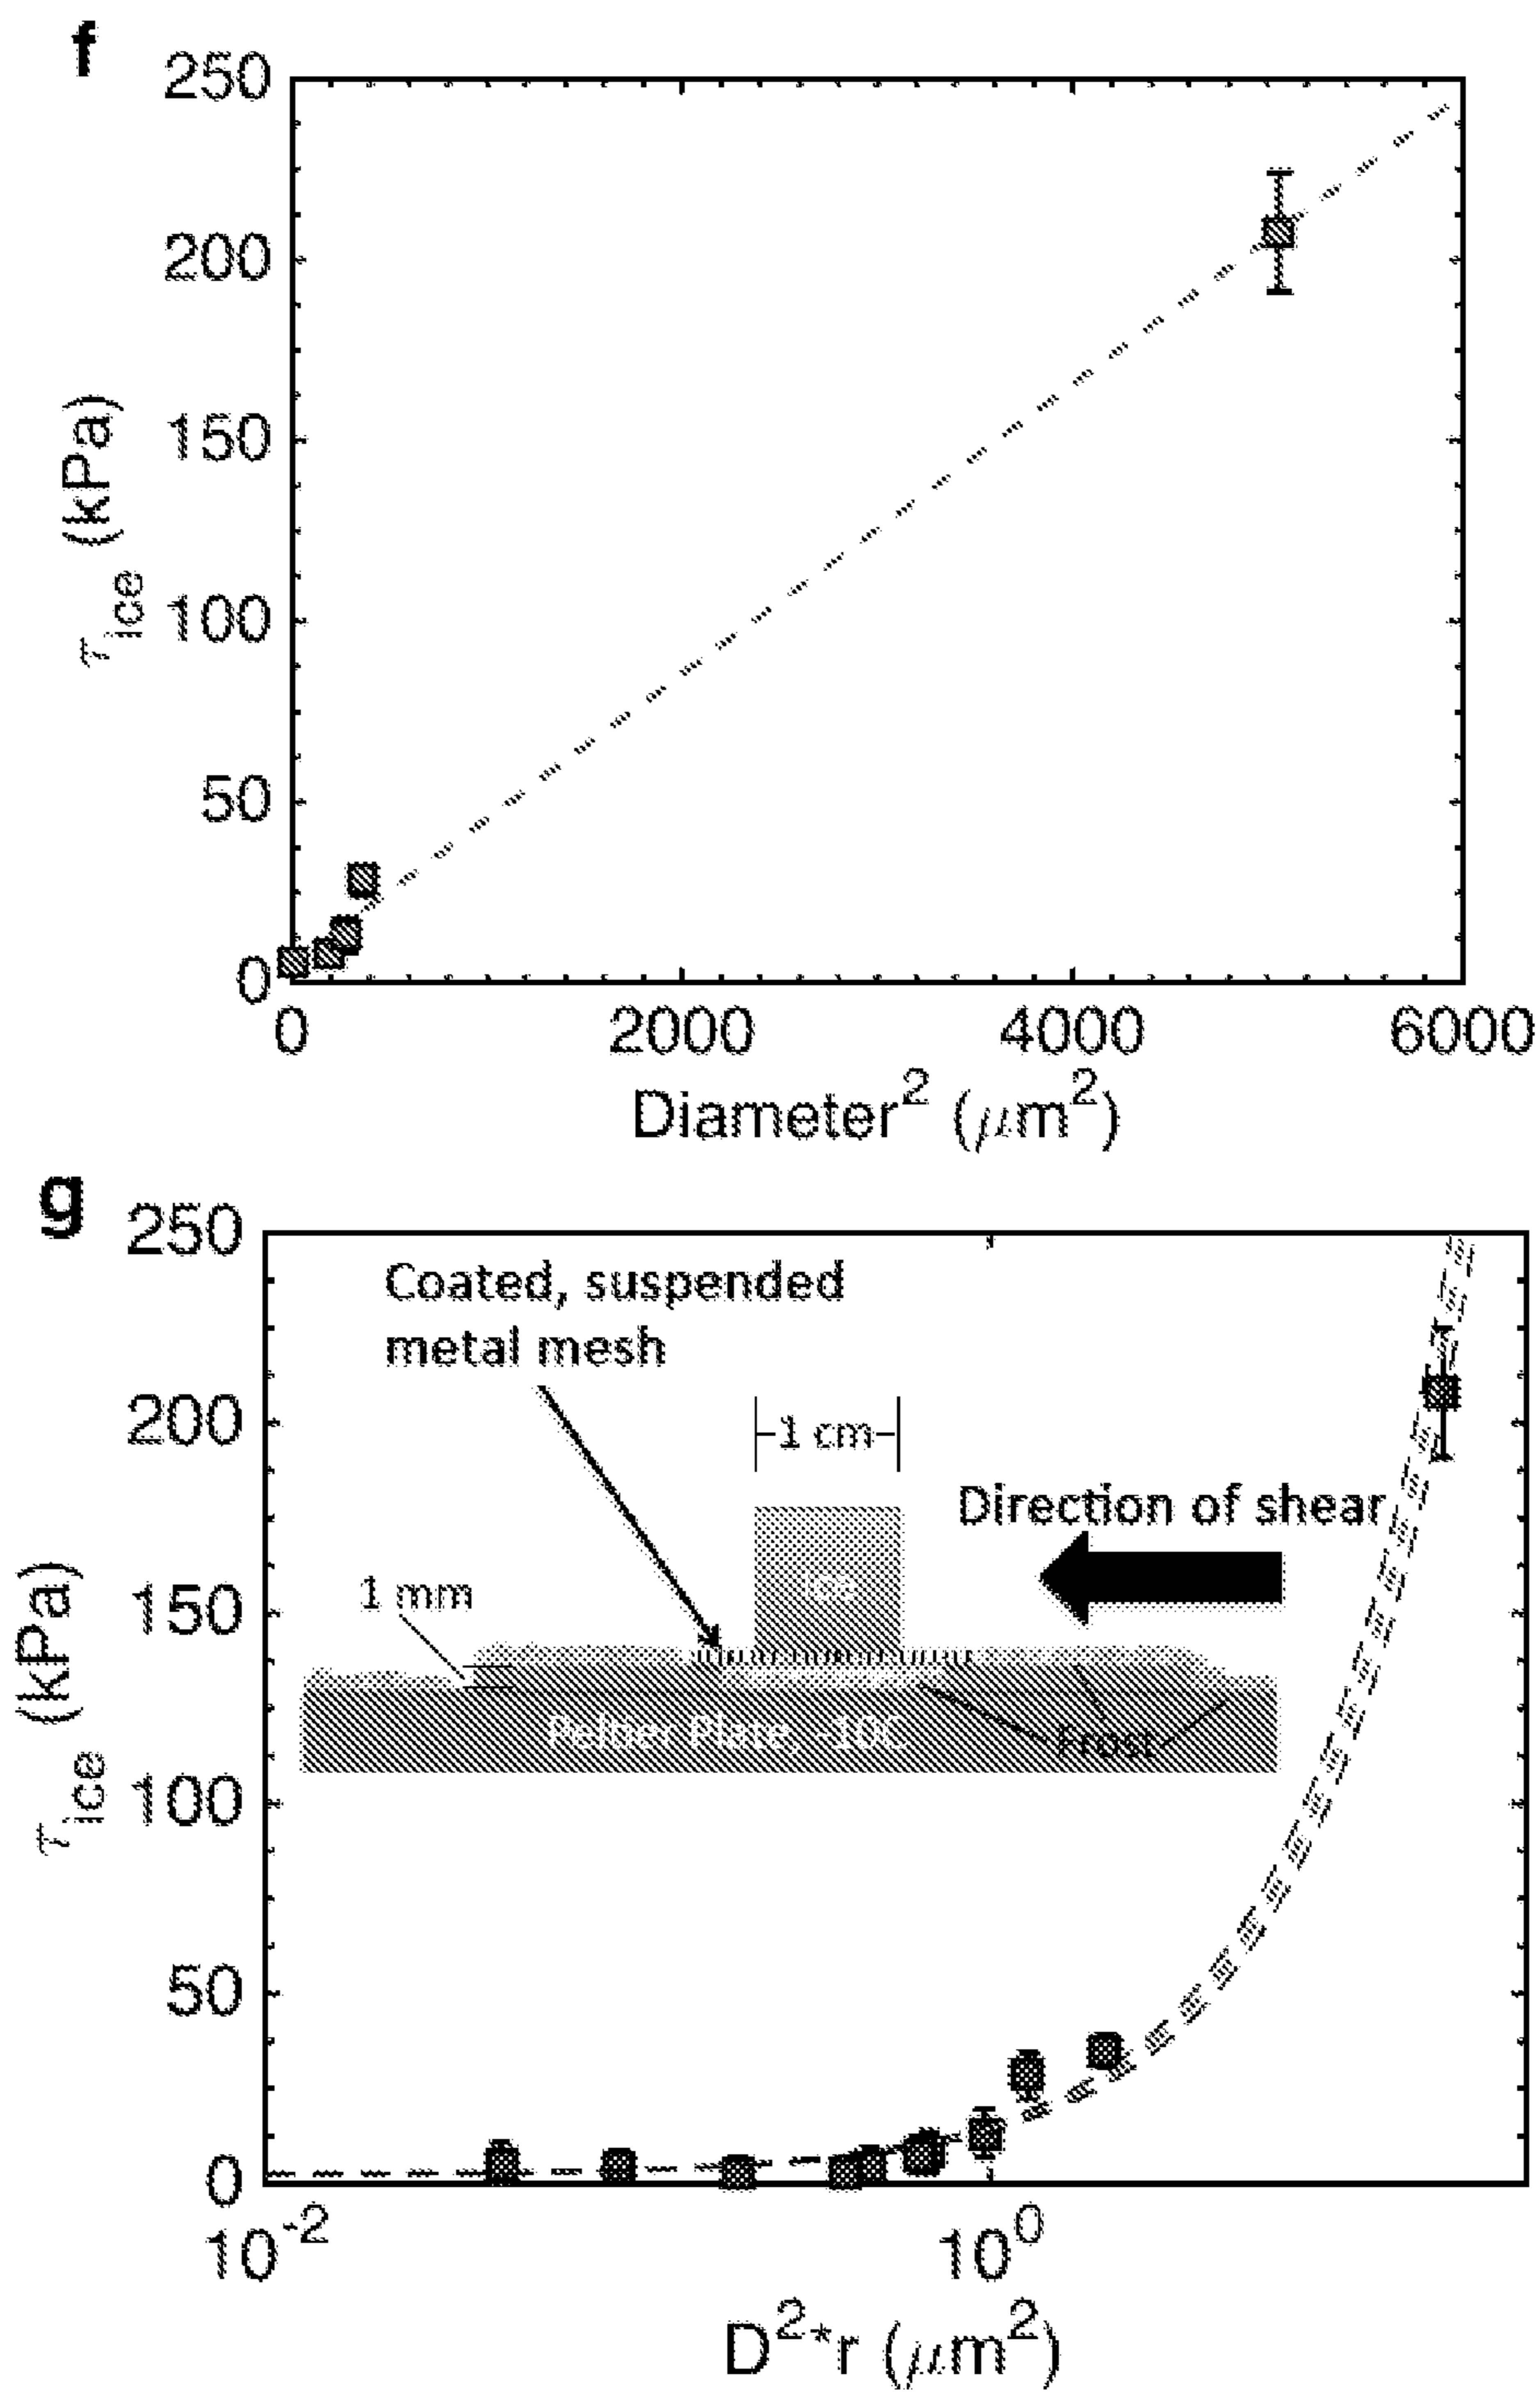 f
250
200
150
100
50
0
τice (kPa)
0 2000 4000 6000
Diameter² (μm²)
g
250
200
150
100
50
0
τice (kPa)
Coated, suspended
metal mesh
1 cm
Direction of shear
Ice
1 mm
Peltier Plate, -10C
Frost
10⁻² 10⁰
D²*r (μm²)